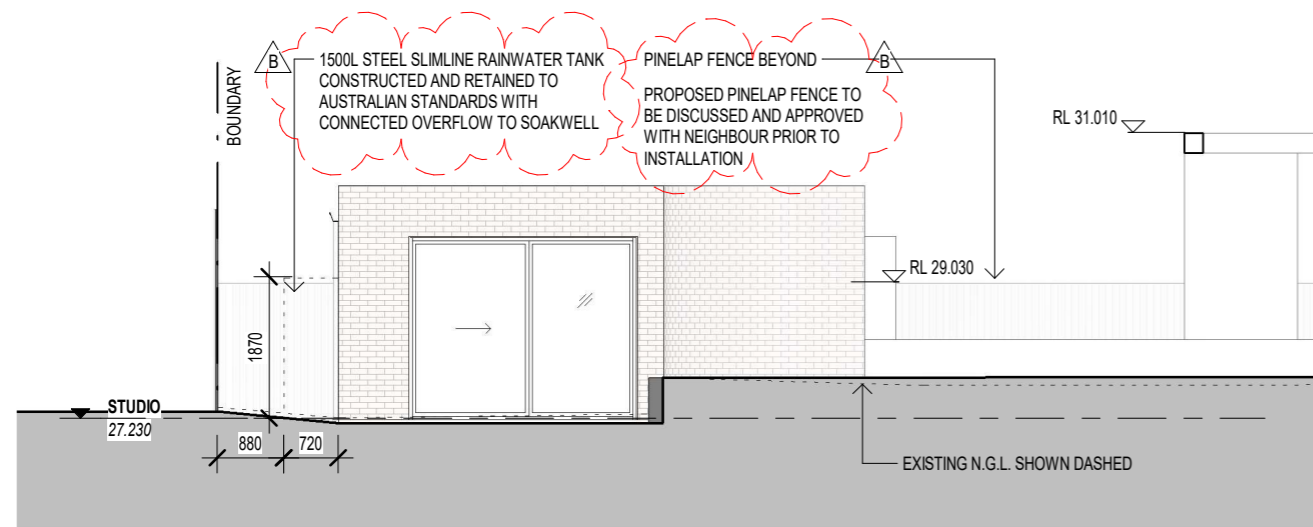 B
1500L STEEL SLIMLINE RAINWATER TANK
CONSTRUCTED AND RETAINED TO
AUSTRALIAN STANDARDS WITH
CONNECTED OVERFLOW TO SOAKWELL
PINELAP FENCE BEYOND
B
PROPOSED PINELAP FENCE TO
BE DISCUSSED AND APPROVED
WITH NEIGHBOUR PRIOR TO
INSTALLATION
BOUNDARY
RL 31.010
RL 29.030
1870
STUDIO
27.230
880
720
EXISTING N.G.L. SHOWN DASHED